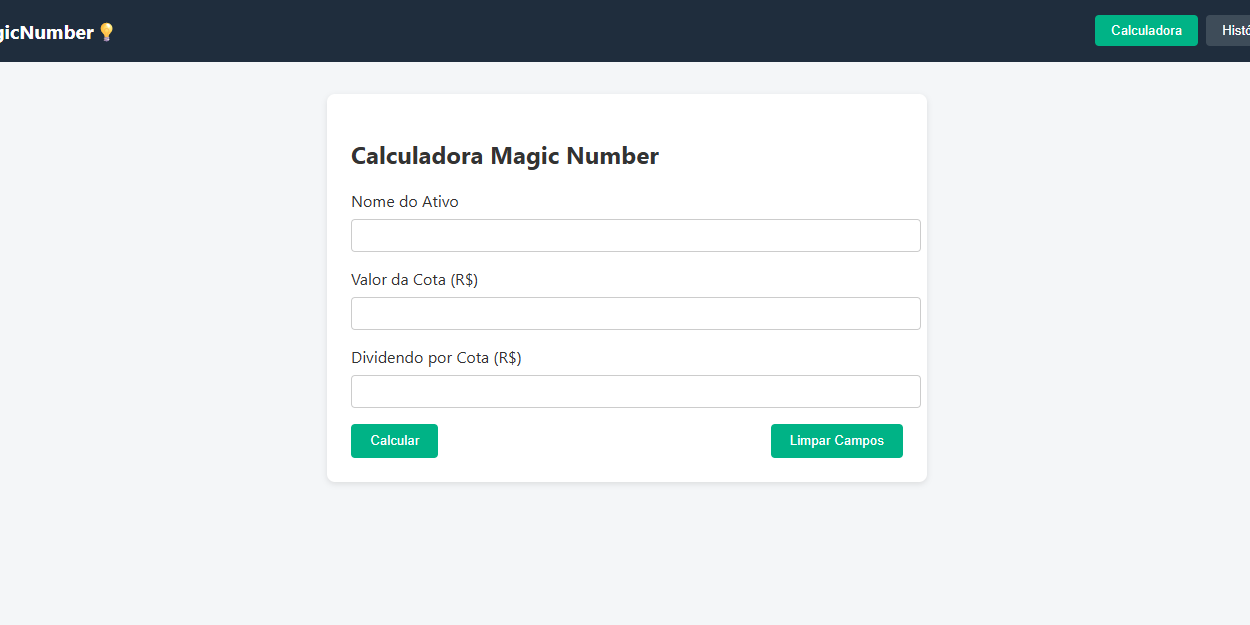 gicNumber💡
Calculadora
Histó
Calculadora Magic Number
Nome do Ativo
Valor da Cota (R$)
Dividendo por Cota (R$)
Calcular
Limpar Campos